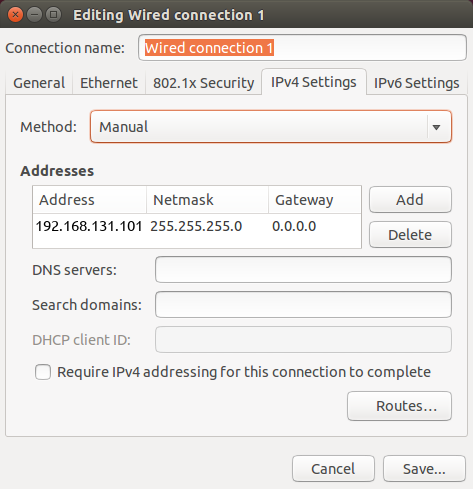 Editing Wired connection 1
Connection name: Wired connection 1
General Ethernet 802.1x Security IPv4 Settings IPv6 Settings
Method: Manual
Addresses
Address Netmask Gateway Add
192.168.131.101 255.255.255.0 0.0.0.0
Delete
DNS servers:
Search domains:
DHCP client ID:
Require IPv4 addressing for this connection to complete
Routes...
Cancel Save...